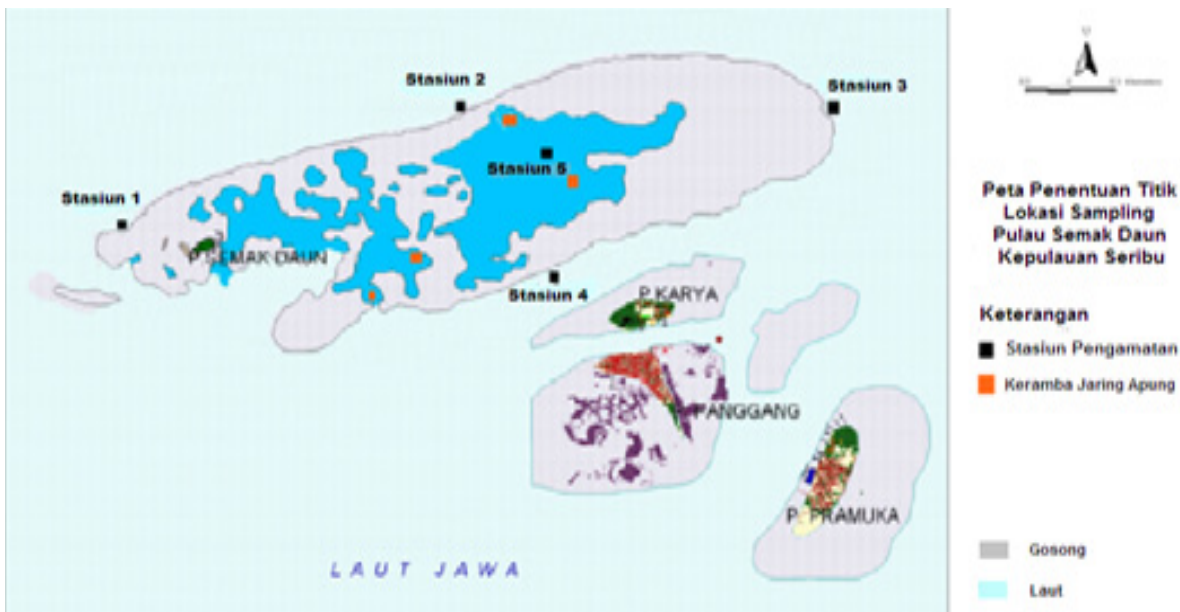 Stasiun 2
Stasiun 3
Stasiun 5
Stasiun 1
P SEMAK DAUN
Stasiun 4
P KARYA
PANGGANG
P. PRAMUKA
LAUT JAWA
U
Peta Penentuan Titik
Lokasi Sampling
Pulau Semak Daun
Kepulauan Seribu
Keterangan
Stasiun Pengamatan
Keramba Jaring Apung
Gosong
Laut